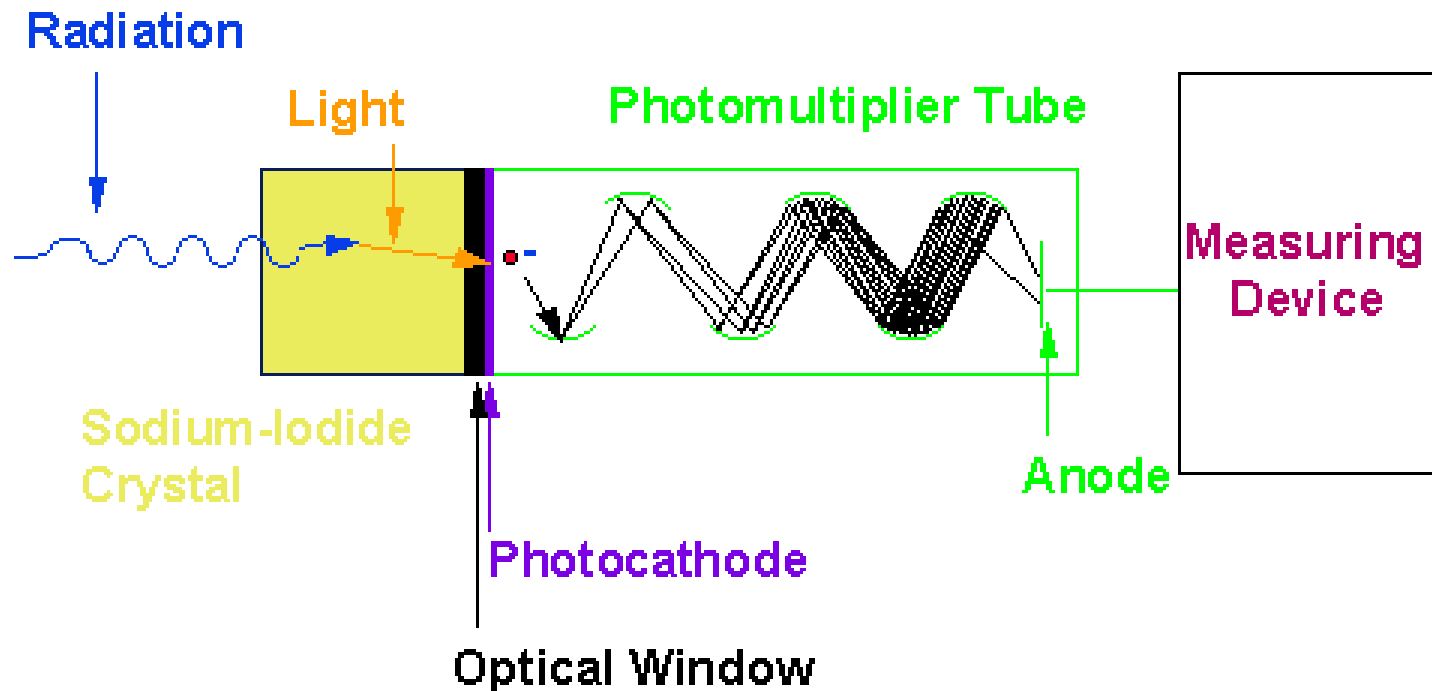 Radiation
Light
Photomultiplier Tube
Measuring
Device
Sodium-Iodide
Crystal
Anode
Photocathode
Optical Window